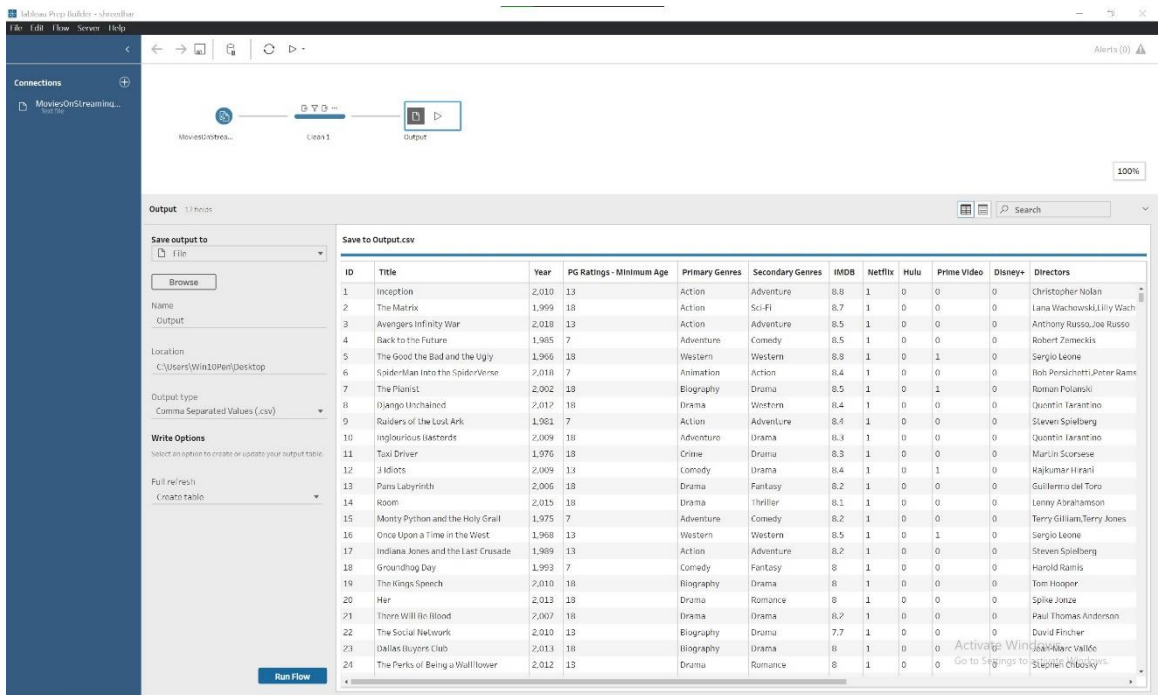 Tableau Prep Builder - shreedhar
File Edit Flow Server Help
Alerts (0)
Connections
MoviesOnStreaming...
Text file
MoviesOnStrea...
Clean 1
Output
100%
Output 12 fields
Search
Save output to
File
Browse
Name
Output
Location
C:\Users\Win10Pen\Desktop
Output type
Comma Separated Values (.csv)
Write Options
Select an option to create or update your output table.
Full refresh
Create table
Run Flow
Save to Output.csv
ID Title Year PG Ratings - Minimum Age Primary Genres Secondary Genres IMDB Netflix Hulu Prime Video Disney+ Directors
1 Inception 2,010 13 Action Adventure 8.8 1 0 0 0 Christopher Nolan
2 The Matrix 1,999 18 Action Sci-Fi 8.7 1 0 0 0 Lana Wachowski,Lilly Wach
3 Avengers Infinity War 2,018 13 Action Adventure 8.5 1 0 0 0 Anthony Russo,Joe Russo
4 Back to the Future 1,985 7 Adventure Comedy 8.5 1 0 0 0 Robert Zemeckis
5 The Good the Bad and the Ugly 1,966 18 Western Western 8.8 1 0 1 0 Sergio Leone
6 SpiderMan Into the SpiderVerse 2,018 7 Animation Action 8.4 1 0 0 0 Bob Persichetti,Peter Rams
7 The Pianist 2,002 18 Biography Drama 8.5 1 0 1 0 Roman Polanski
8 Django Unchained 2,012 18 Drama Western 8.4 1 0 0 0 Quentin Tarantino
9 Raiders of the Lost Ark 1,981 7 Action Adventure 8.4 1 0 0 0 Steven Spielberg
10 Inglourious Basterds 2,009 18 Adventure Drama 8.3 1 0 0 0 Quentin Tarantino
11 Taxi Driver 1,976 18 Crime Drama 8.3 1 0 0 0 Martin Scorsese
12 3 Idiots 2,009 13 Comedy Drama 8.4 1 0 1 0 Rajkumar Hirani
13 Pans Labyrinth 2,006 18 Drama Fantasy 8.2 1 0 0 0 Guillermo del Toro
14 Room 2,015 18 Drama Thriller 8.1 1 0 0 0 Lenny Abrahamson
15 Monty Python and the Holy Grail 1,975 7 Adventure Comedy 8.2 1 0 0 0 Terry Gilliam,Terry Jones
16 Once Upon a Time in the West 1,968 13 Western Western 8.5 1 0 1 0 Sergio Leone
17 Indiana Jones and the Last Crusade 1,989 13 Action Adventure 8.2 1 0 0 0 Steven Spielberg
18 Groundhog Day 1,993 7 Comedy Fantasy 8 1 0 0 0 Harold Ramis
19 The Kings Speech 2,010 18 Biography Drama 8 1 0 0 0 Tom Hooper
20 Her 2,013 18 Drama Romance 8 1 0 0 0 Spike Jonze
21 There Will Be Blood 2,007 18 Drama Drama 8.2 1 0 0 0 Paul Thomas Anderson
22 The Social Network 2,010 13 Biography Drama 7.7 1 0 0 0 David Fincher
23 Dallas Buyers Club 2,013 18 Biography Drama 8 1 0 0 0 Jean-Marc Vallée
24 The Perks of Being a Wallflower 2,012 13 Drama Romance 8 1 0 0 0 Stephen Chbosky
Activate Windows
Go to Settings to activate Windows.